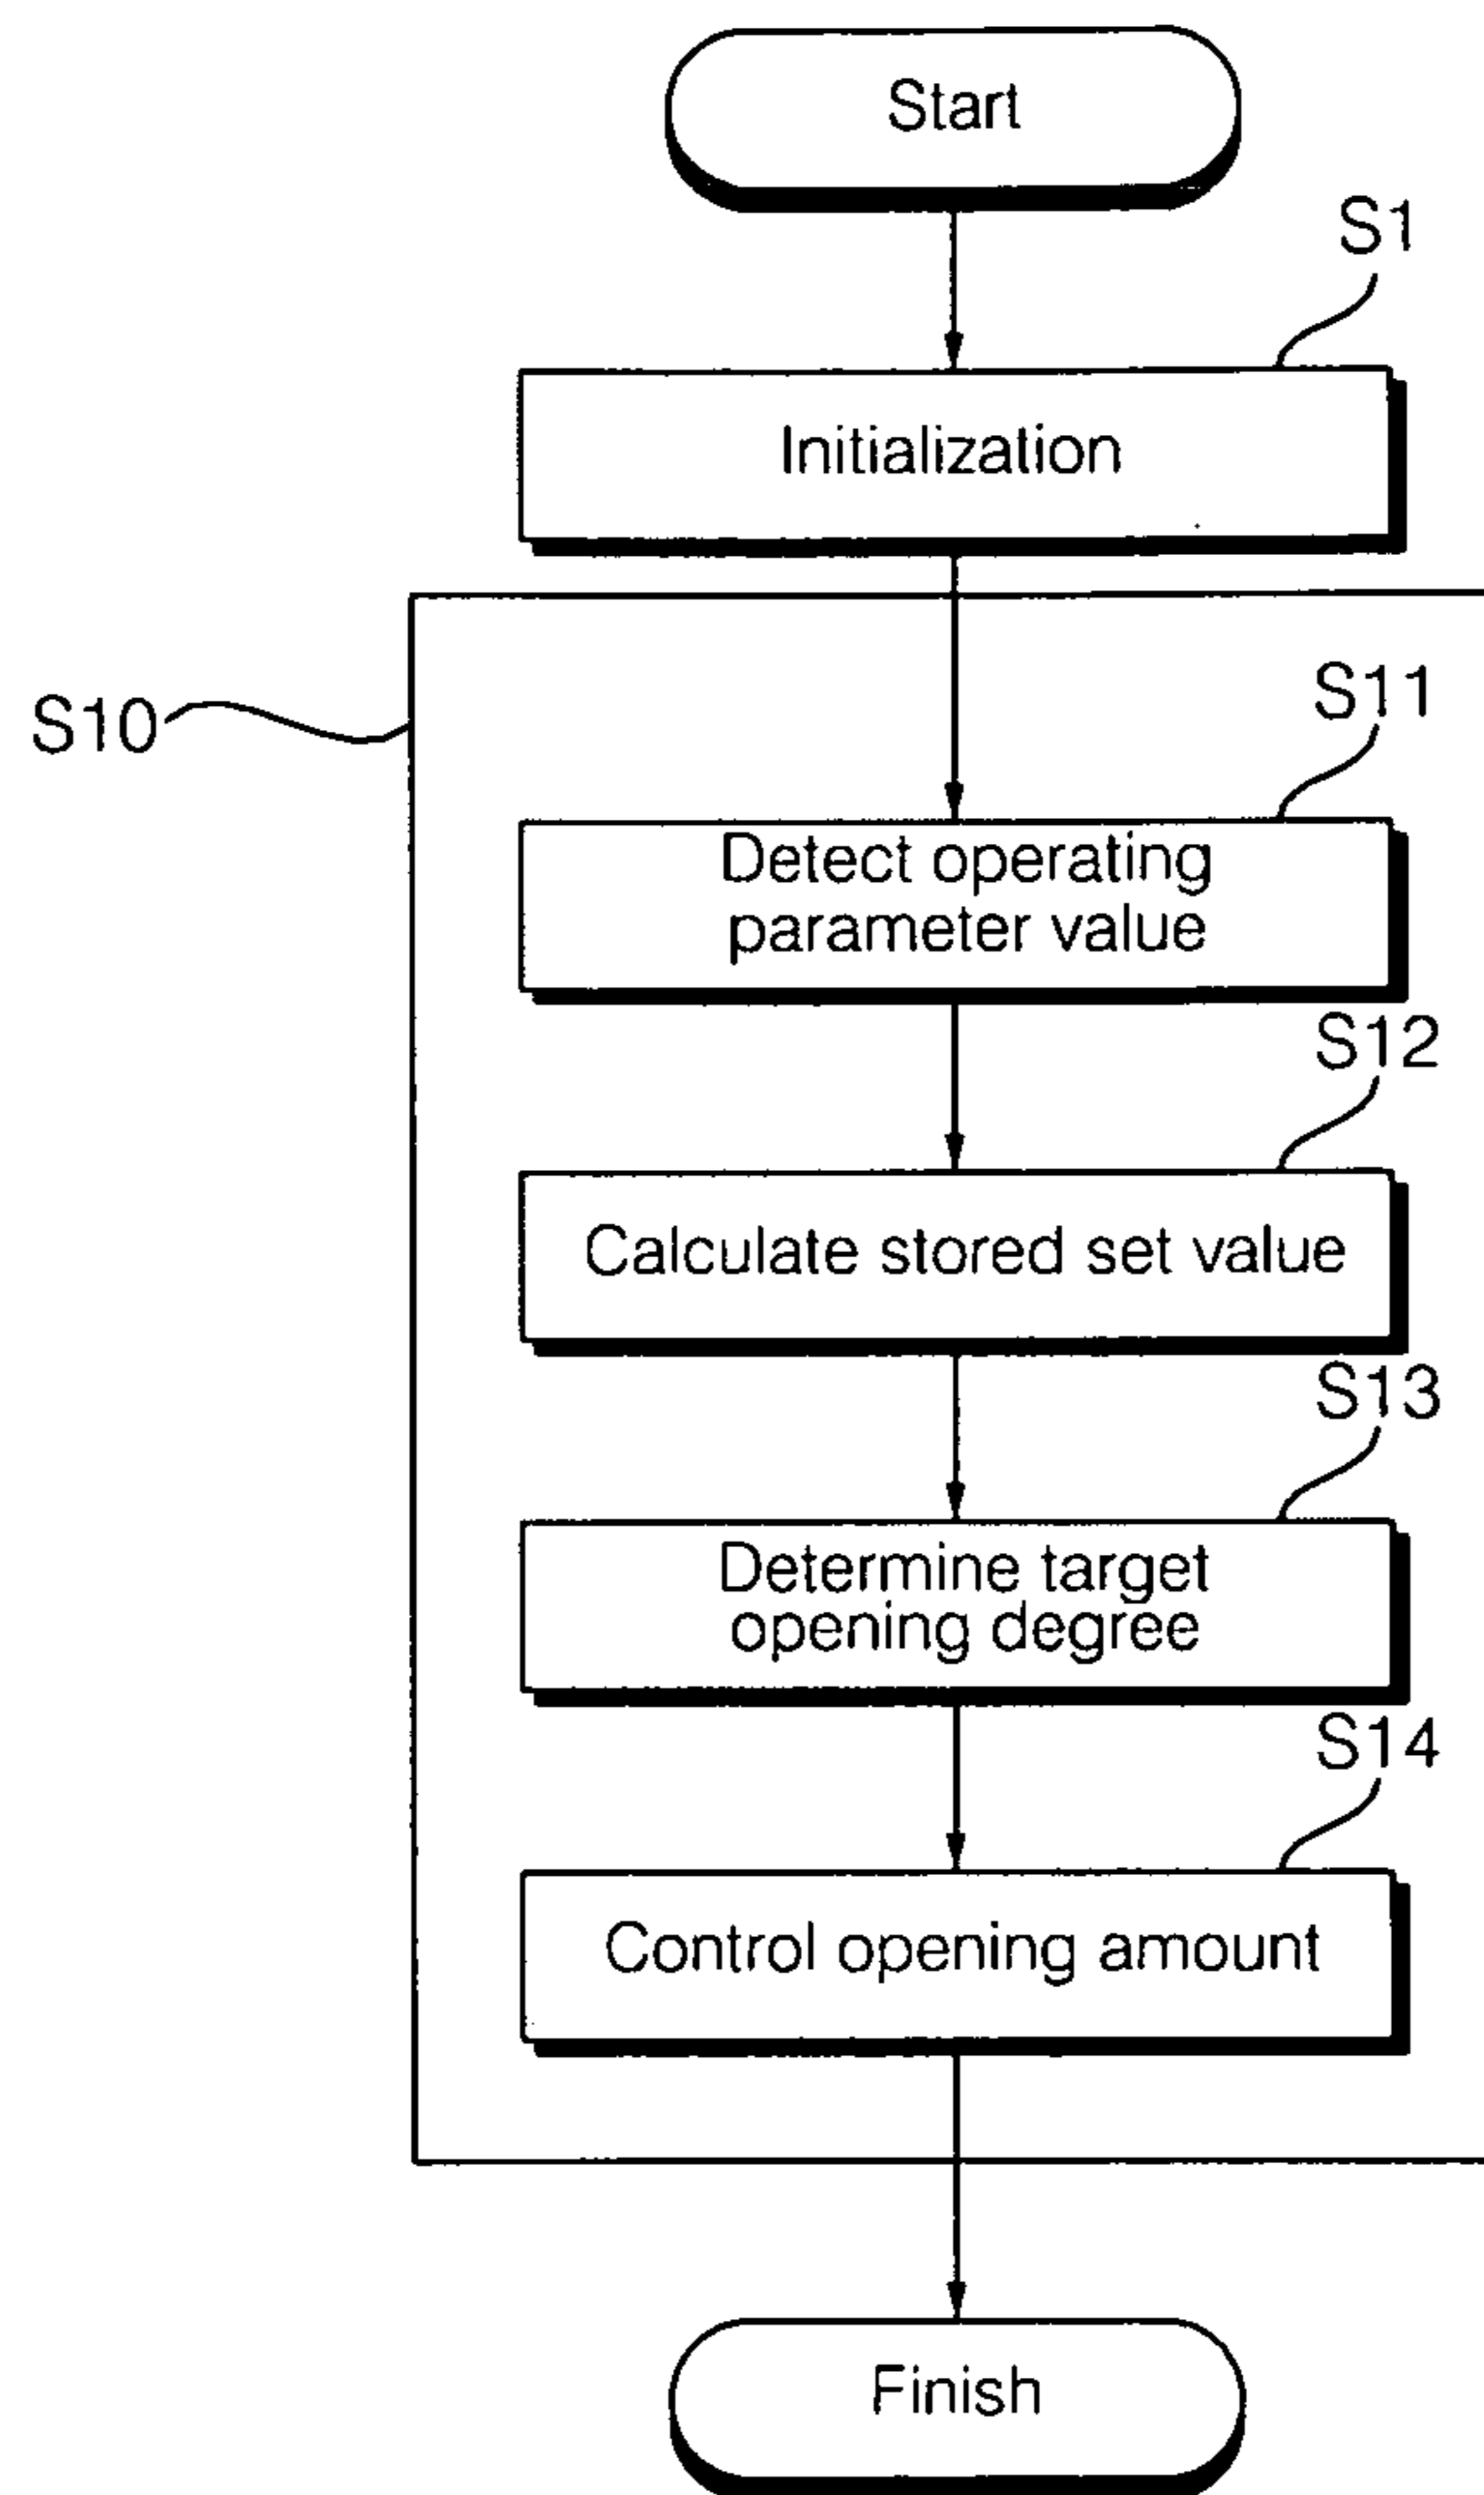 Start
S1
Initialization
S10
S11
Detect operating
parameter value
S12
Calculate stored set value
S13
Determine target
opening degree
S14
Control opening amount
Finish